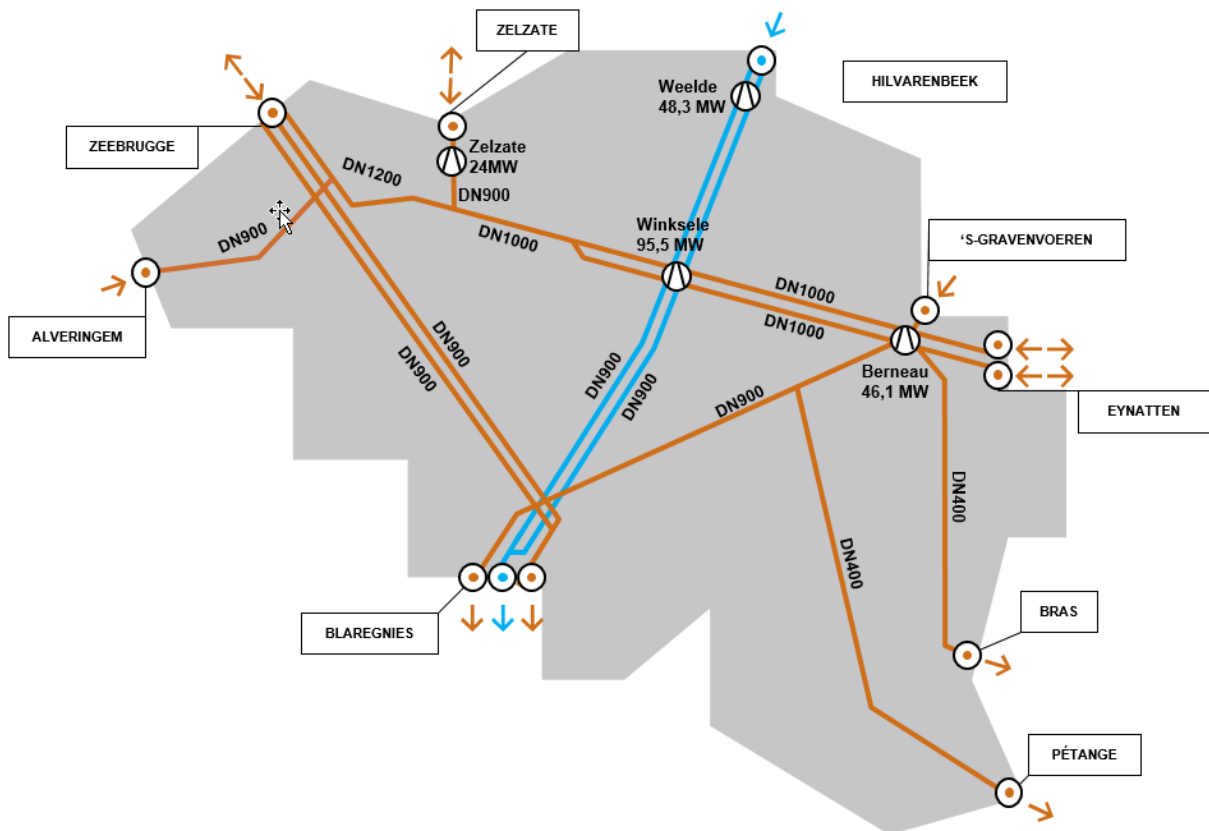 ZELZATE
HILVARENBEEK
Weelde
48,3 MW
ZEEBRUGGE
Zelzate
24MW
DN900
DN1200
DN900
DN1000
Winksele
95,5 MW
'S-GRAVENVOEREN
DN1000
DN1000
ALVERINGEM
DN900
DN900
DN900
DN900
DN900
Berneau
46,1 MW
EYNATTEN
DN400
DN400
BLAREGNIES
BRAS
PÉTANGE